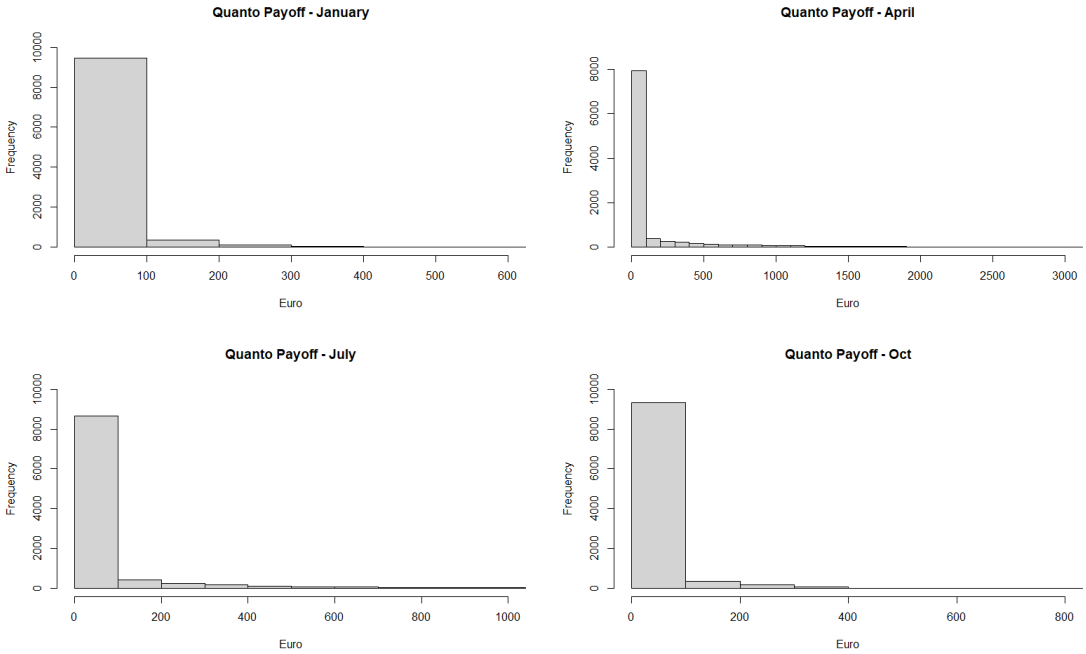 Quanto Payoff - January
Frequency
0 2000 4000 6000 8000 10000
0 100 200 300 400 500 600
Euro
Quanto Payoff - April
Frequency
0 2000 4000 6000 8000
0 500 1000 1500 2000 2500 3000
Euro
Quanto Payoff - July
Frequency
0 2000 4000 6000 8000 10000
0 200 400 600 800 1000
Euro
Quanto Payoff - Oct
Frequency
0 2000 4000 6000 8000 10000
0 200 400 600 800
Euro